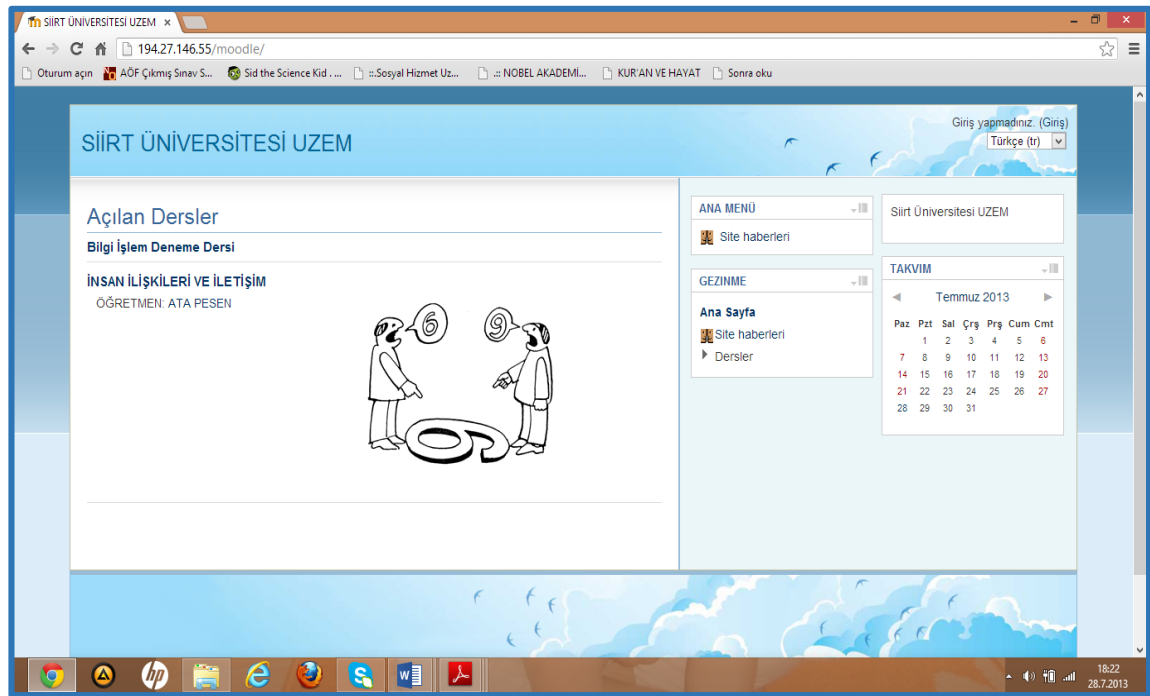 SİİRT ÜNİVERSİTESİ UZEM
194.27.146.55/moodle/
Oturum açın AÖF Çıkmış Sınav S... Sid the Science Kid . ... ::.Sosyal Hizmet Uz... .:: NOBEL AKADEMİ... KUR'AN VE HAYAT Sonra oku
Giriş yapmadınız. (Giriş)
SİİRT ÜNİVERSİTESİ UZEM
Türkçe (tr)
Açılan Dersler
Bilgi İşlem Deneme Dersi
İNSAN İLİŞKİLERİ VE İLETİŞİM
ÖĞRETMEN: ATA PESEN
6 9
6
ANA MENÜ
Site haberleri
GEZINME
Ana Sayfa
Site haberleri
Dersler
Siirt Üniversitesi UZEM
TAKVIM
Temmuz 2013
Paz Pzt Sal Çrş Prş Cum Cmt
1 2 3 4 5 6
7 8 9 10 11 12 13
14 15 16 17 18 19 20
21 22 23 24 25 26 27
28 29 30 31
hp
18:22
28.7.2013